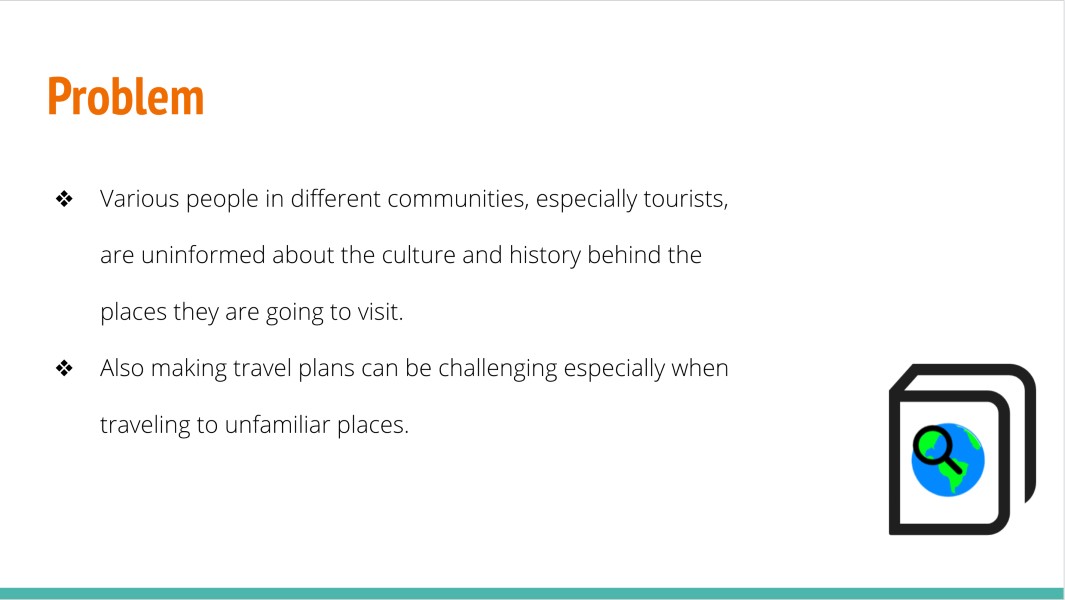 Problem
❖ Various people in different communities, especially tourists,
are uninformed about the culture and history behind the
places they are going to visit.
❖ Also making travel plans can be challenging especially when
traveling to unfamiliar places.